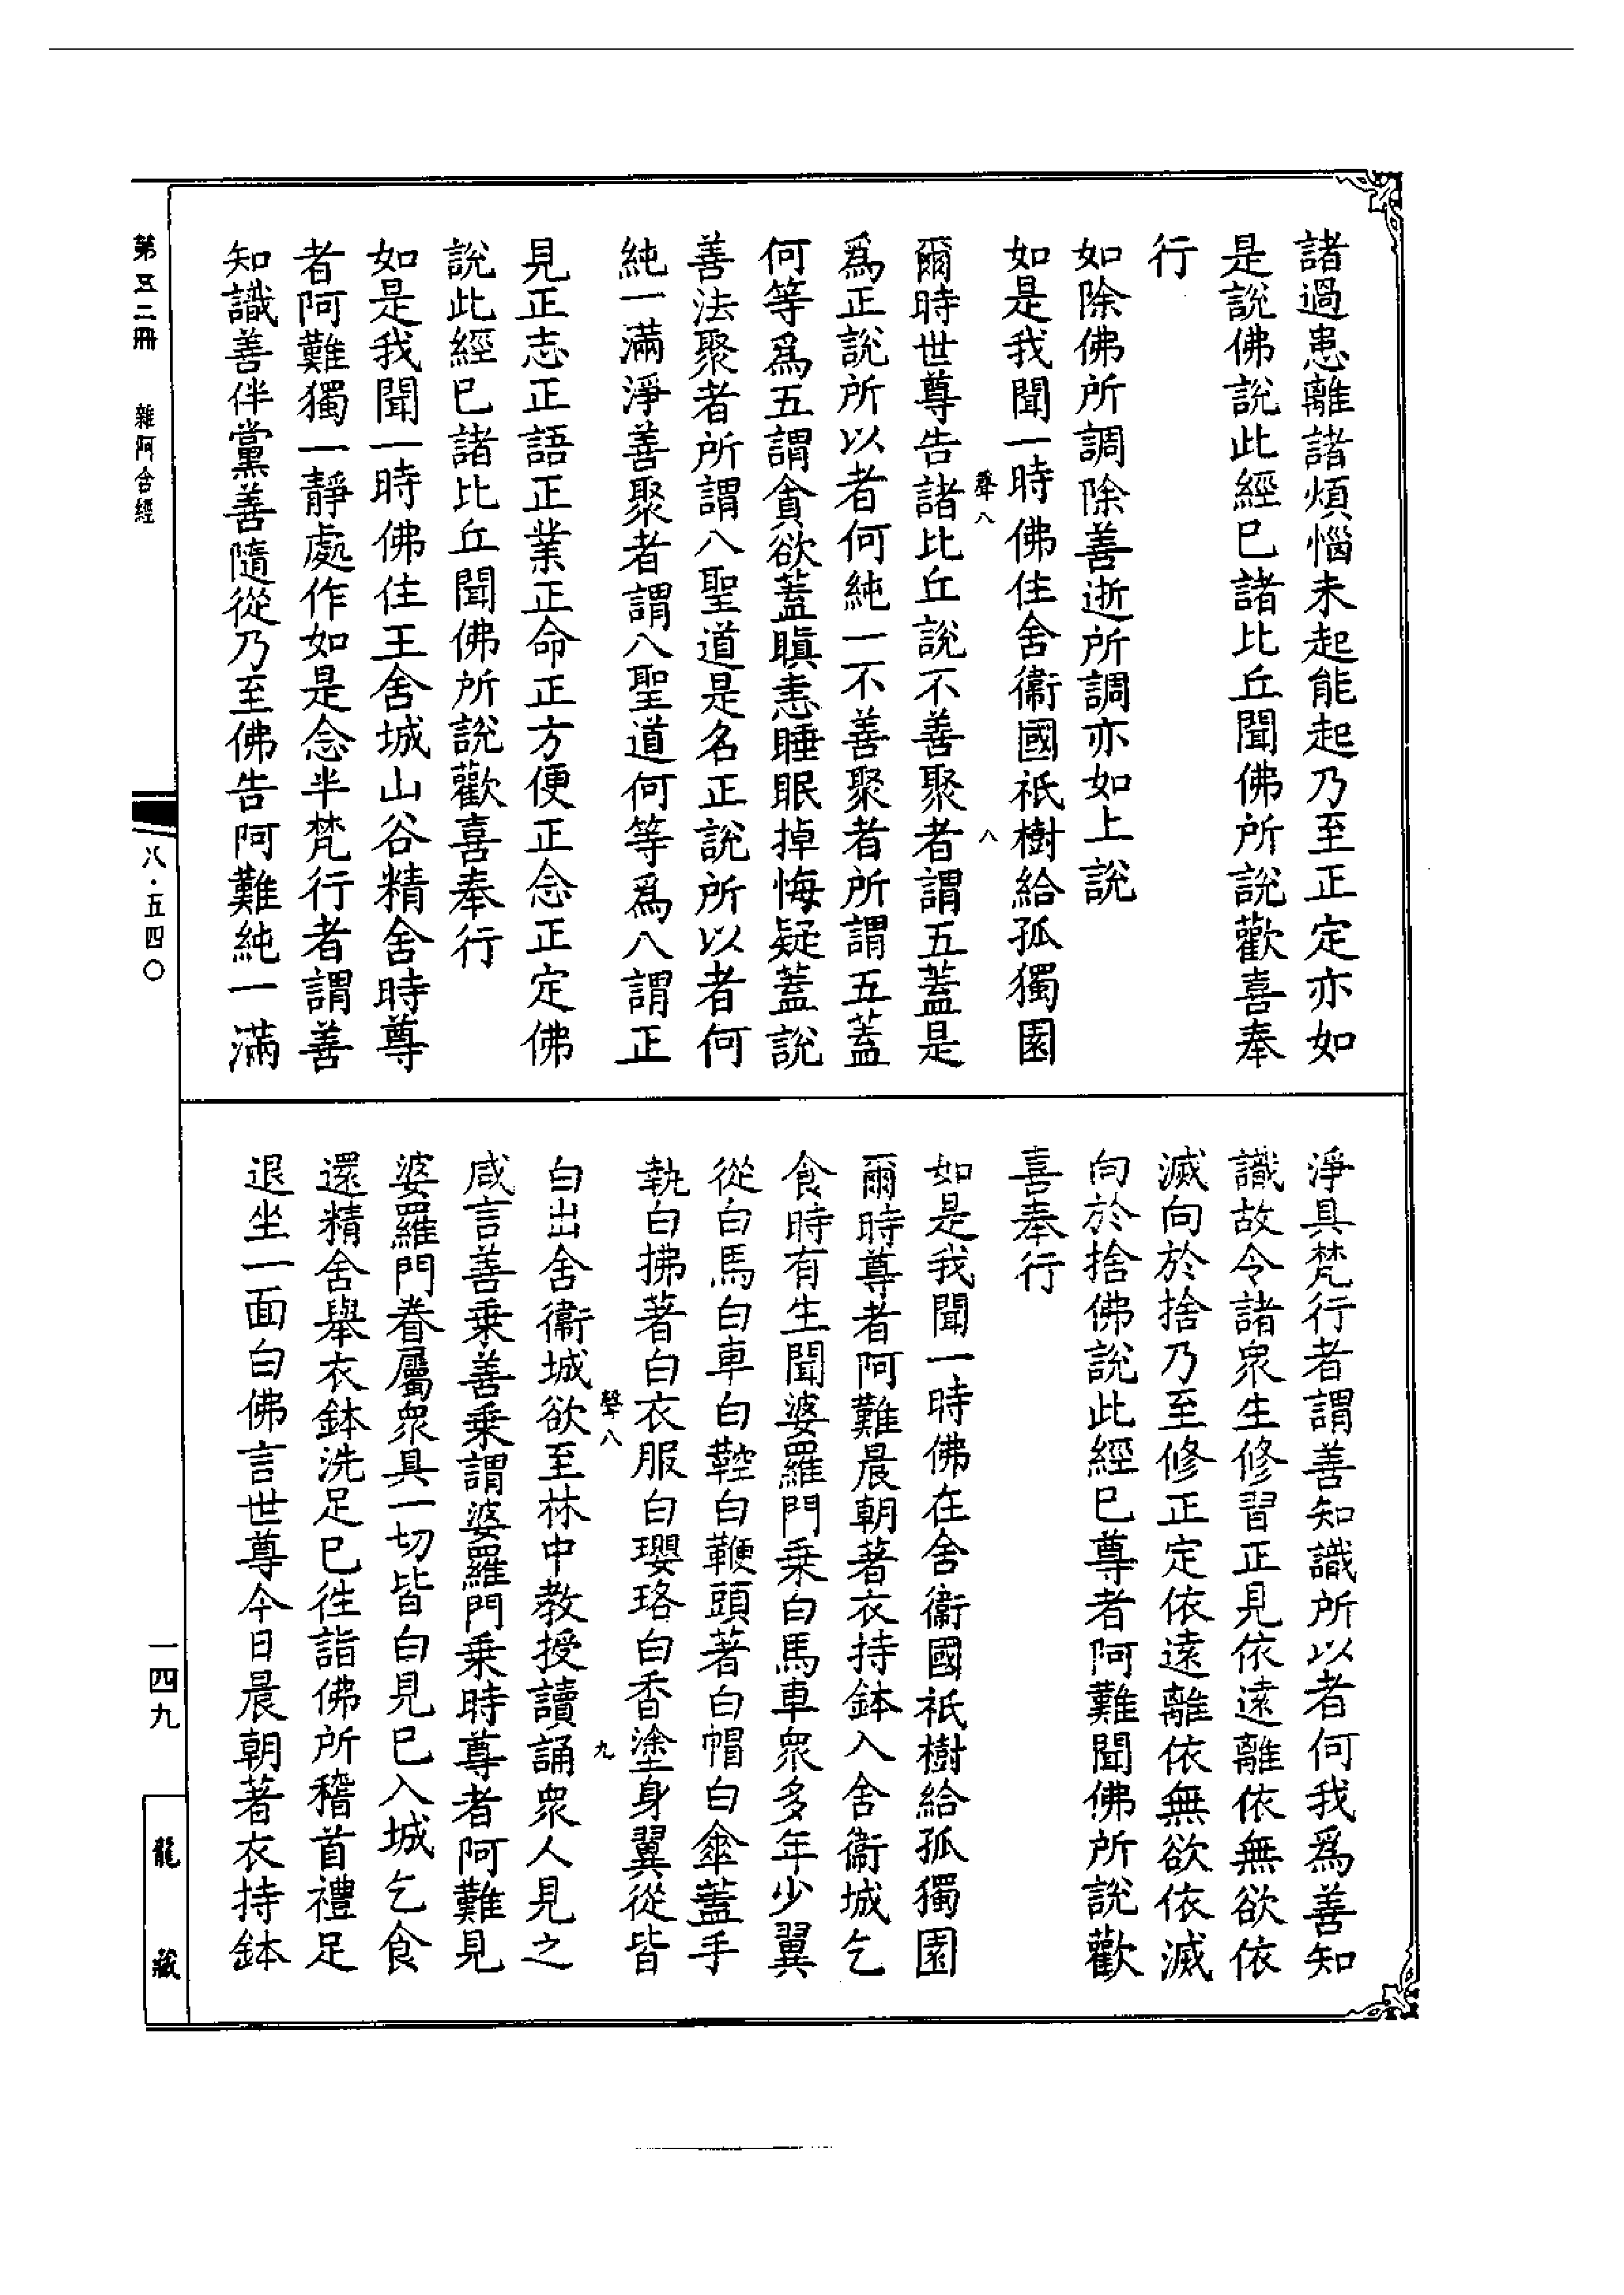 諸過患離諸煩惱未起能起乃至正定亦如
是說佛說此經已諸比丘聞佛所說歡喜奉
行
如除佛所調除善逝所調亦如上說
如是我聞一時佛住舍衞國祇樹給孤獨園
聲八 八
爾時世尊告諸比丘說不善聚者謂五蓋是
爲正說所以者何純一不善聚者所謂五蓋
何等爲五謂貪欲蓋瞋恚睡眠掉悔疑蓋說
善法聚者所謂八聖道是名正說所以者何
純一滿淨善聚者謂八聖道何等爲八謂正
見正志正語正業正命正方便正念正定佛
說此經已諸比丘聞佛所說歡喜奉行
如是我聞一時佛住王舍城山谷精舍時尊
者阿難獨一靜處作如是念半梵行者謂善
知識善伴黨善隨從乃至佛告阿難純一滿
淨具梵行者謂善知識所以者何我爲善知
識故令諸衆生修習正見依遠離依無欲依
滅向於捨乃至修正定依遠離依無欲依滅
向於捨佛說此經已尊者阿難聞佛所說歡
喜奉行
如是我聞一時佛在舍衞國祇樹給孤獨園
爾時尊者阿難晨朝著衣持鉢入舍衞城乞
食時有生聞婆羅門乗白馬車衆多年少翼
從白馬白車白鞚白鞭頭著白帽白傘蓋手
執白拂著白衣服白瓔珞白香塗身翼從皆
聲八 九
白出舍衞城欲至林中教授讀誦衆人見之
咸言善乗善乗謂婆羅門乗時尊者阿難見
婆羅門眷屬衆具一切皆白見已入城乞食
還精舍舉衣鉢洗足已徃詣佛所稽首禮足
退坐一面白佛言世尊今日晨朝著衣持鉢
第五二冊 雜阿含經
八·五四〇
一四九
龍藏